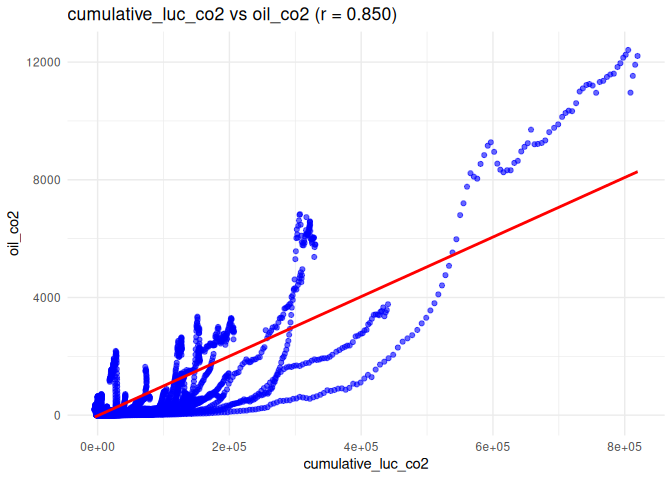 cumulative_luc_co2 vs oil_co2 (r = 0.850)
12000
8000
4000
0
oil_co2
0e+00 2e+05 4e+05 6e+05 8e+05
cumulative_luc_co2